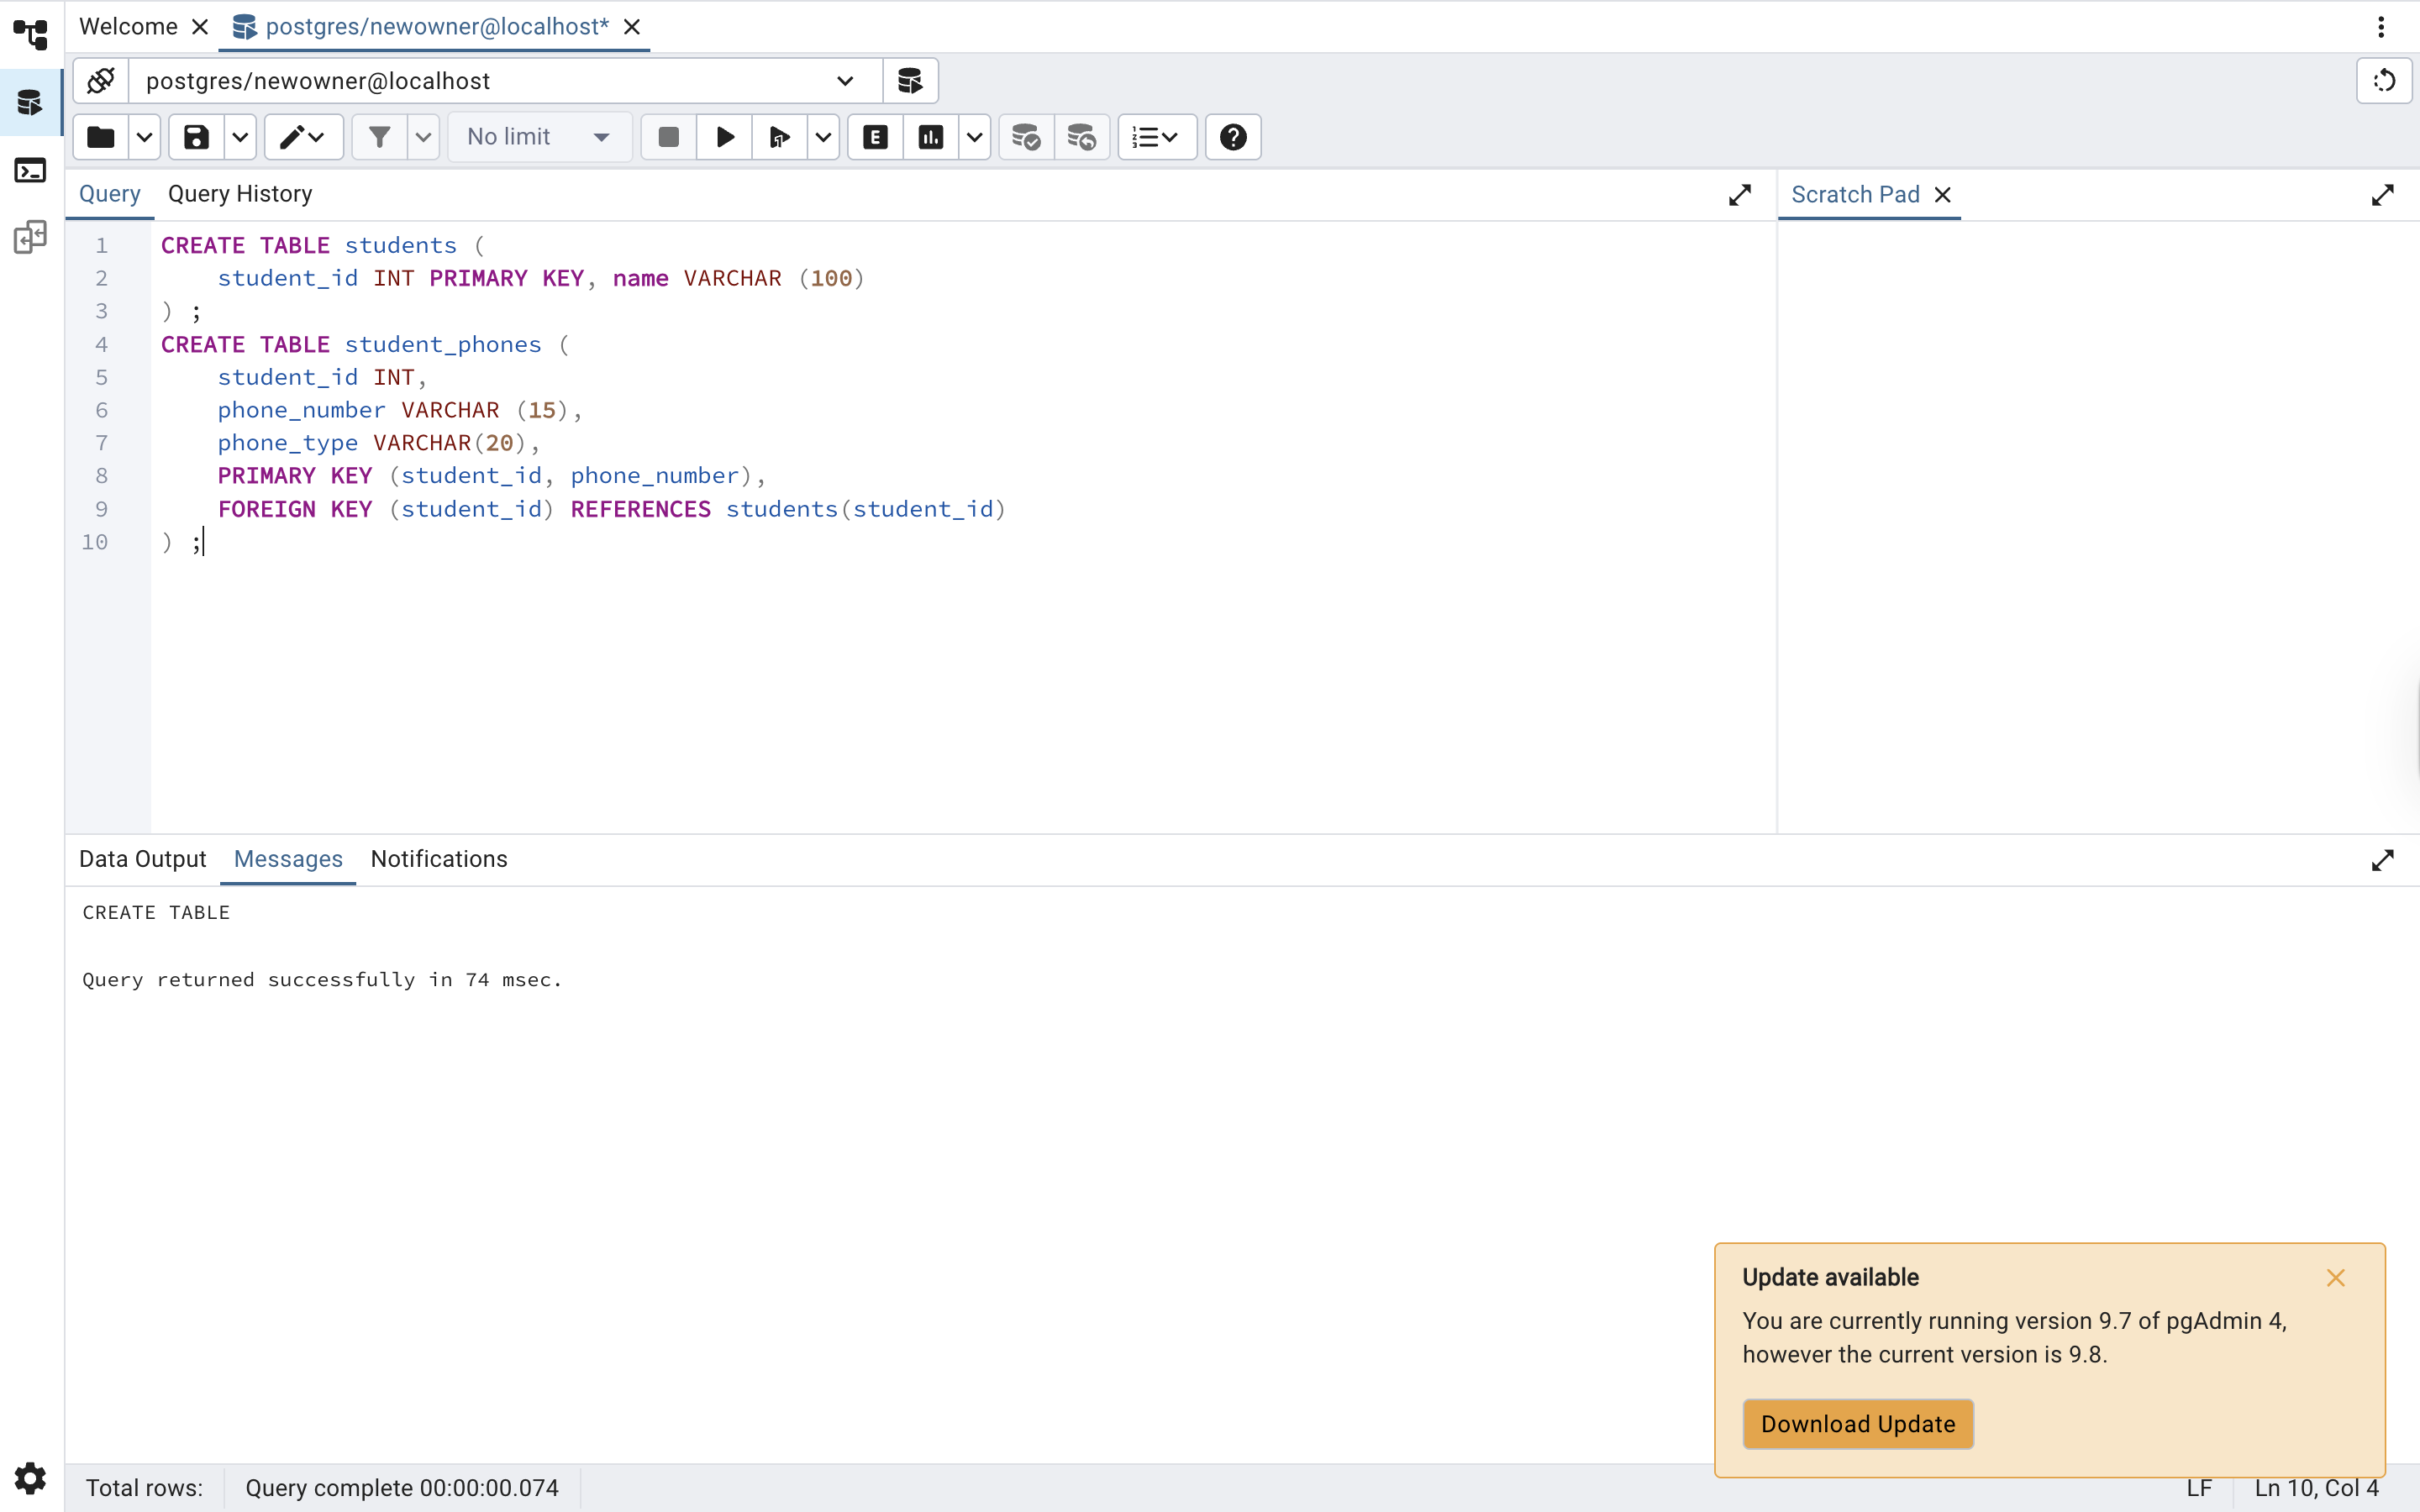 Welcome
postgres/newowner@localhost*
postgres/newowner@localhost
No limit
E
Query
Query History
Scratch Pad
1 CREATE TABLE students (
2 student_id INT PRIMARY KEY, name VARCHAR (100)
3 ) ;
4 CREATE TABLE student_phones (
5 student_id INT,
6 phone_number VARCHAR (15),
7 phone_type VARCHAR(20),
8 PRIMARY KEY (student_id, phone_number),
9 FOREIGN KEY (student_id) REFERENCES students(student_id)
10 ) ;
Data Output
Messages
Notifications
CREATE TABLE
Query returned successfully in 74 msec.
Update available
You are currently running version 9.7 of pgAdmin 4,
however the current version is 9.8.
Download Update
Total rows:
Query complete 00:00:00.074
LF
Ln 10, Col 4